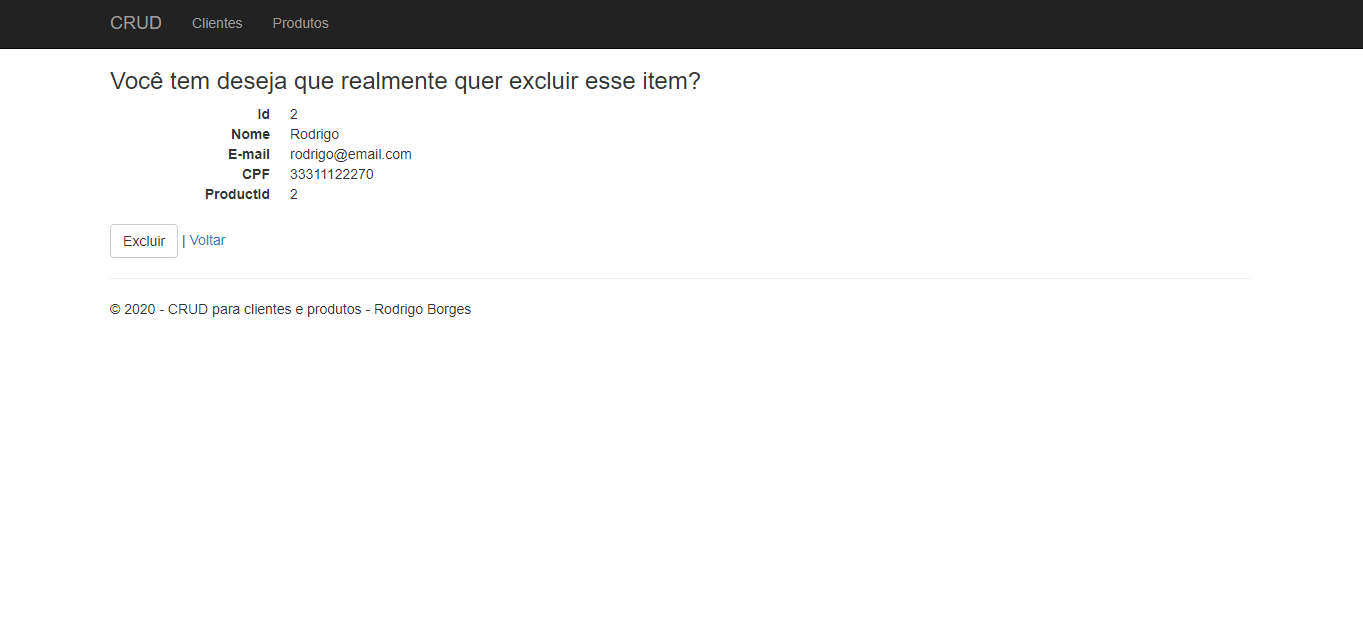 CRUD Clientes Produtos
Você tem deseja que realmente quer excluir esse item?
Id 2
Nome Rodrigo
E-mail rodrigo@email.com
CPF 33311122270
ProductId 2
Excluir | Voltar
© 2020 - CRUD para clientes e produtos - Rodrigo Borges